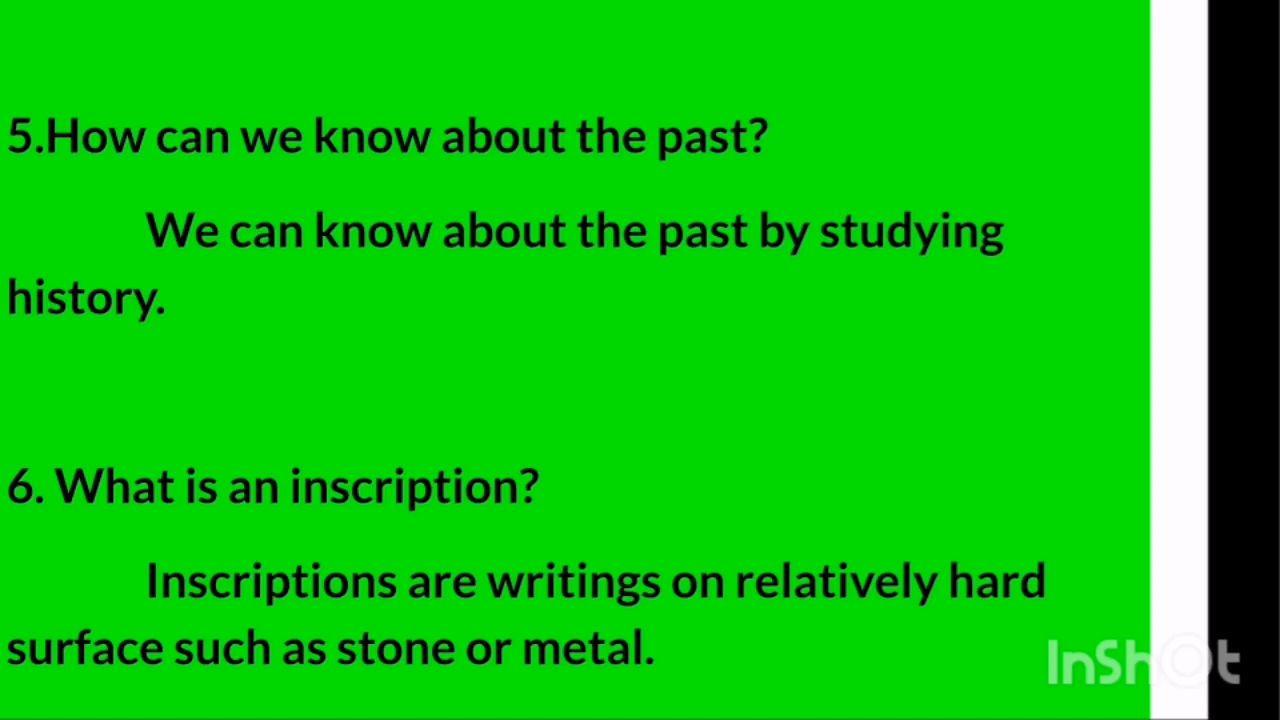 5.How can we know about the past?
We can know about the past by studying
history.
6. What is an inscription?
Inscriptions are writings on relatively hard
surface such as stone or metal.
InShOt